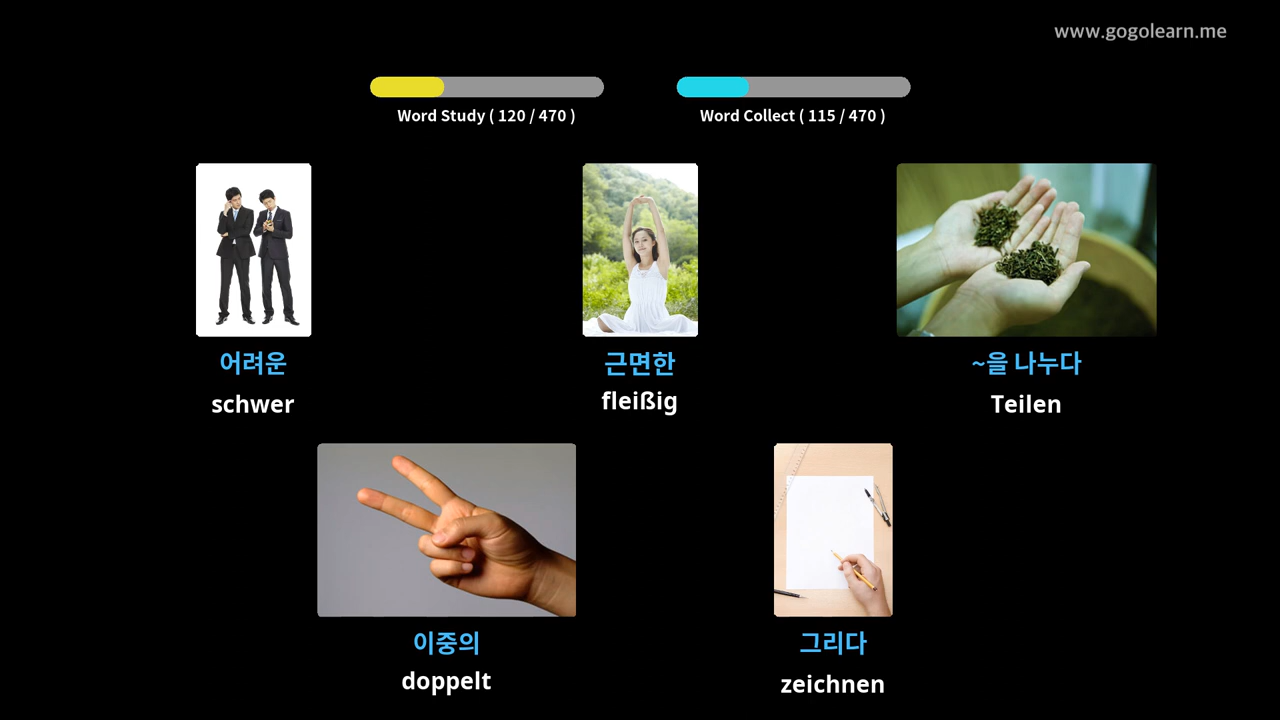 www.gogolearn.me
Word Study ( 120 / 470 )
Word Collect ( 115 / 470 )
어려운
schwer
근면한
fleißig
~을 나누다
Teilen
이중의
doppelt
그리다
zeichnen